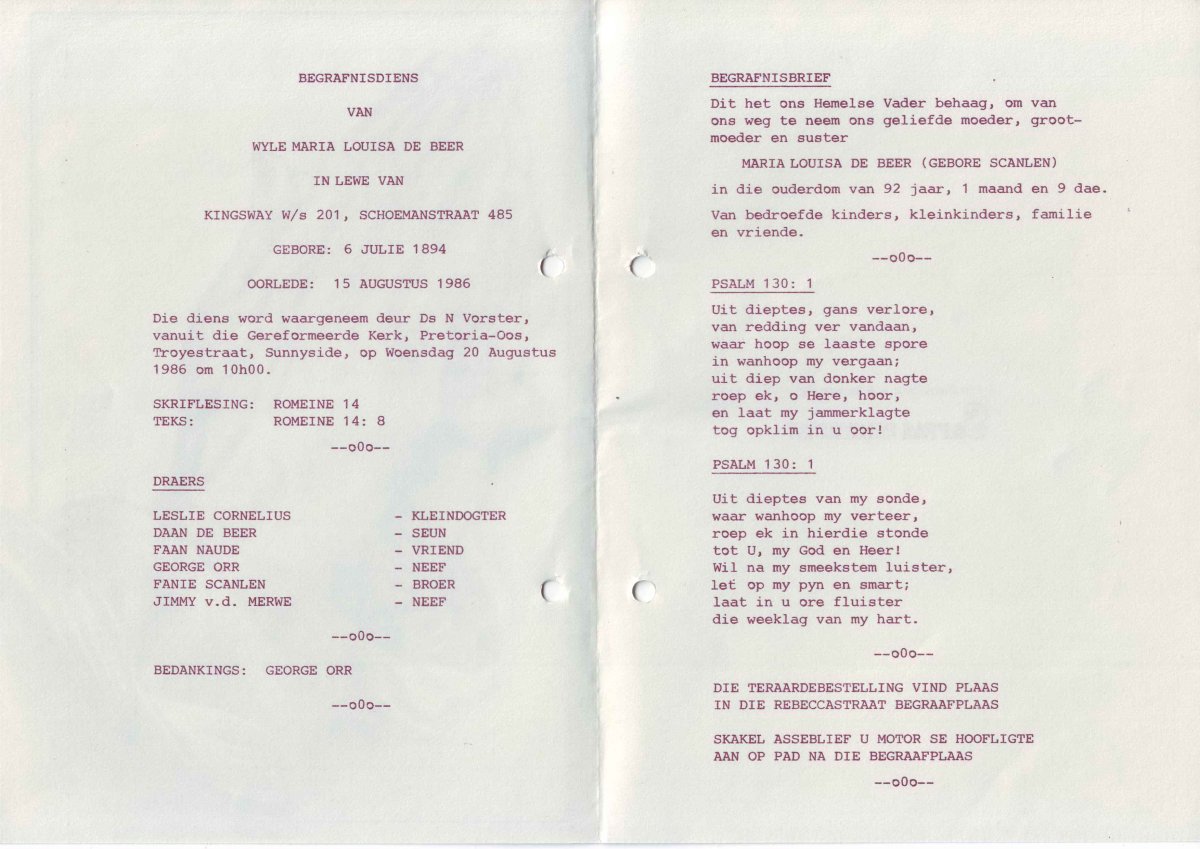 BEGRAFNISDIENS
VAN
WYLE MARIA LOUISA DE BEER
IN LEWE VAN
KINGSWAY W/s 201, SCHOEMANSTRAAT 485
GEBORE: 6 JULIE 1894
OORLEDE: 15 AUGUSTUS 1986
Die diens word waargeneem deur Ds N Vorster,
vanuit die Gereformeerde Kerk, Pretoria-Oos,
Troyestraat, Sunnyside, op Woensdag 20 Augustus
1986 om 10h00.
SKRIFLESING: ROMEINE 14
TEKS: ROMEINE 14: 8
--oOo--
DRAERS
LESLIE CORNELIUS - KLEINDOGTER
DAAN DE BEER - SEUN
FAAN NAUDE - VRIEND
GEORGE ORR - NEEF
FANIE SCANLEN - BROER
JIMMY v.d. MERWE - NEEF
--oOo--
BEDANKINGS: GEORGE ORR
--oOo--
BEGRAFNISBRIEF
Dit het ons Hemelse Vader behaag, om van
ons weg te neem ons geliefde moeder, groot-
moeder en suster
MARIA LOUISA DE BEER (GEBORE SCANLEN)
in die ouderdom van 92 jaar, 1 maand en 9 dae.
Van bedroefde kinders, kleinkinders, familie
en vriende.
--oOo--
PSALM 130: 1
Uit dieptes, gans verlore,
van redding ver vandaan,
waar hoop se laaste spore
in wanhoop my vergaan;
uit diep van donker nagte
roep ek, o Here, hoor,
en laat my jammerklagte
tog opklim in u oor!
PSALM 130: 1
Uit dieptes van my sonde,
waar wanhoop my verteer,
roep ek in hierdie stonde
tot U, my God en Heer!
Wil na my smeekstem luister,
let op my pyn en smart;
laat in u ore fluister
die weeklag van my hart.
--oOo--
DIE TERAARDEBESTELLING VIND PLAAS
IN DIE REBECCASTRAAT BEGRAAFPLAAS
SKAKEL ASSEBLIEF U MOTOR SE HOOFLIGTE
AAN OP PAD NA DIE BEGRAAFPLAAS
--oOo--